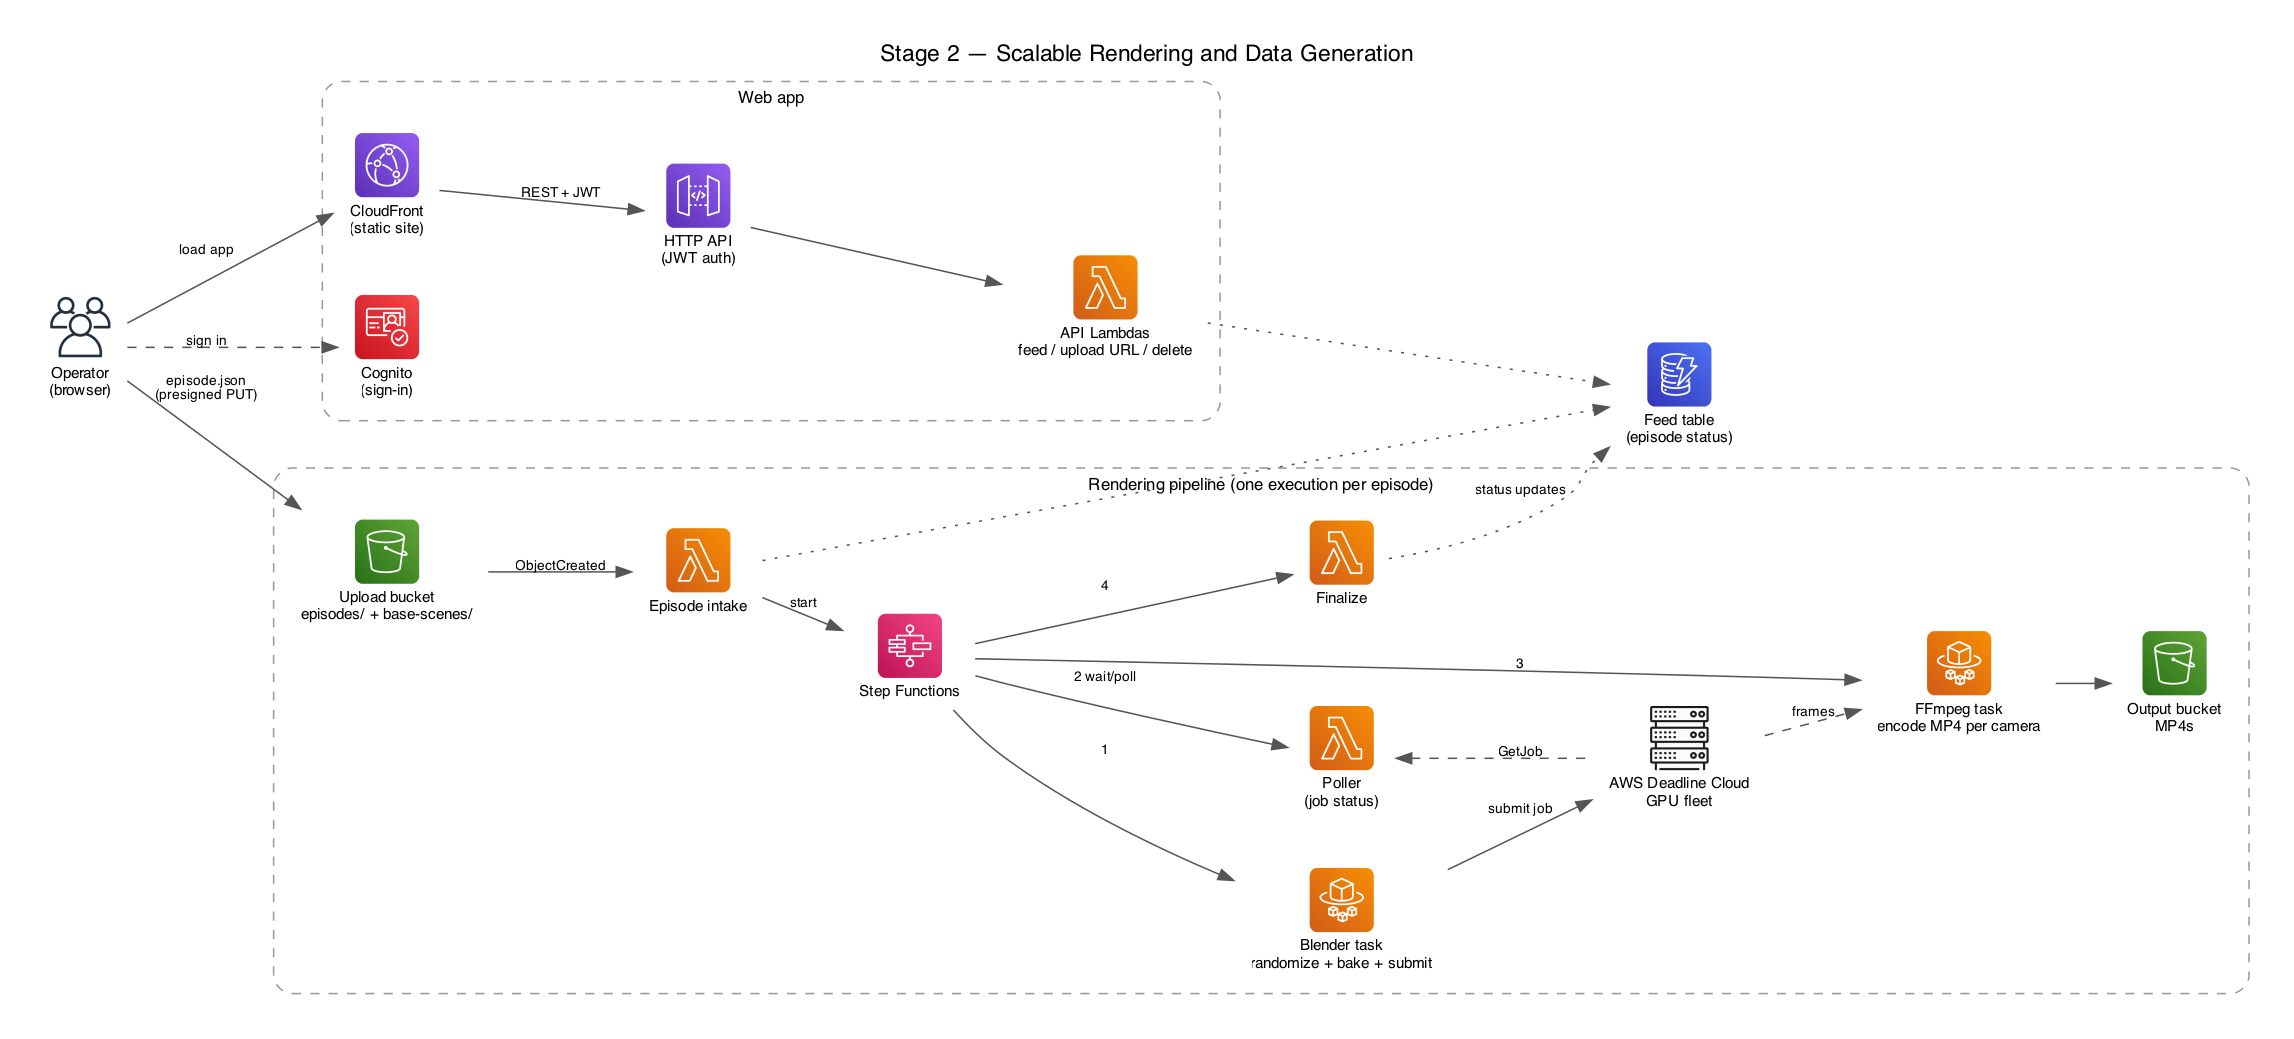 Stage 2 — Scalable Rendering and Data Generation
Web app
CloudFront
(static site)
REST + JWT
HTTP API
(JWT auth)
load app
API Lambdas
feed / upload URL / delete
sign in
Operator
(browser)
Cognito
(sign-in)
episode.json
(presigned PUT)
Feed table
(episode status)
Rendering pipeline (one execution per episode)
status updates
Upload bucket
episodes/ + base-scenes/
ObjectCreated
Episode intake
start
Step Functions
4
Finalize
3
2 wait/poll
1
FFmpeg task
encode MP4 per camera
Output bucket
MP4s
frames
GetJob
Poller
(job status)
AWS Deadline Cloud
GPU fleet
submit job
Blender task
randomize + bake + submit